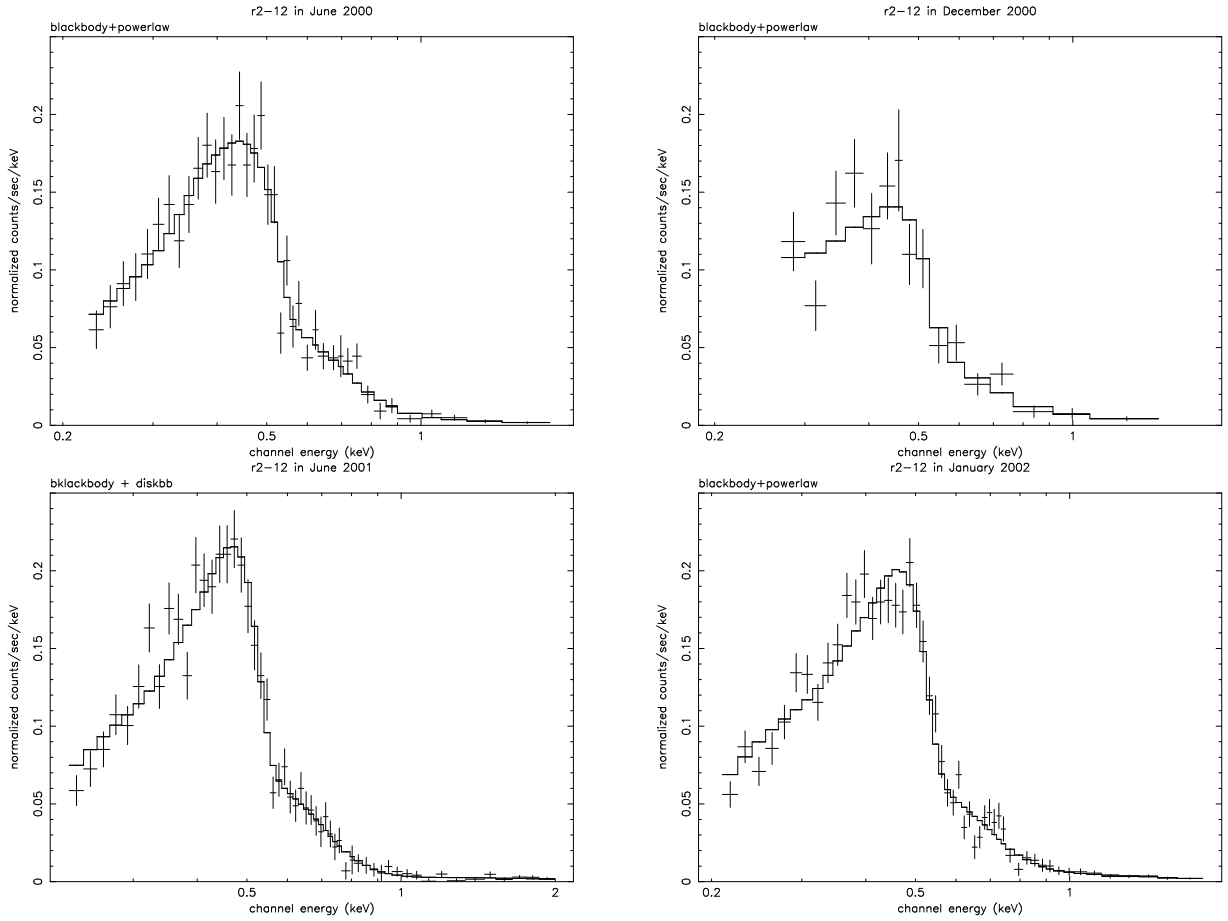 r2-12 in June 2000
blackbody+powerlaw
normalized counts/sec/keV
0
0.05
0.1
0.15
0.2
0.2
0.5
1
channel energy (keV)
r2-12 in December 2000
blackbody+powerlaw
normalized counts/sec/keV
0
0.05
0.1
0.15
0.2
0.2
0.5
1
channel energy (keV)
r2-12 in June 2001
bklackbody + diskbb
normalized counts/sec/keV
0
0.05
0.1
0.15
0.2
0.5
1
2
channel energy (keV)
r2-12 in January 2002
blackbody+powerlaw
normalized counts/sec/keV
0
0.05
0.1
0.15
0.2
0.2
0.5
1
channel energy (keV)